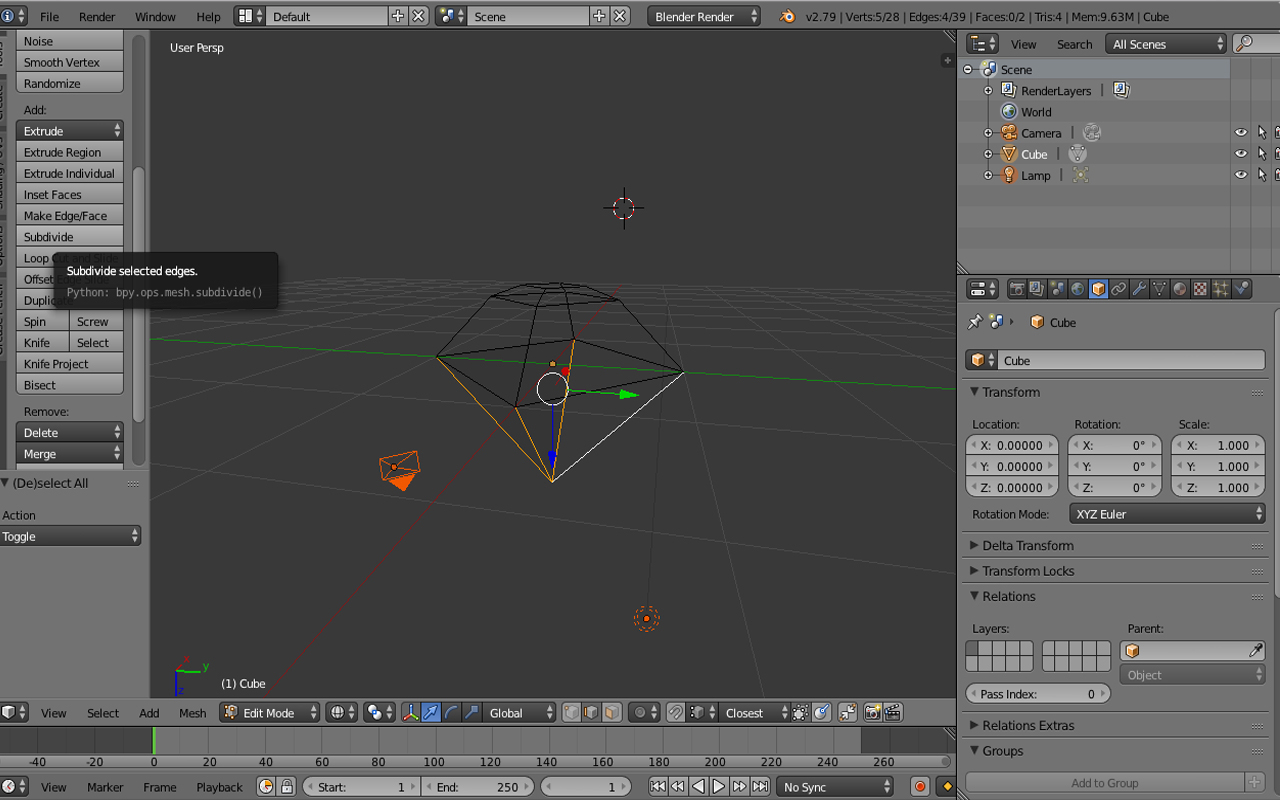 File Render Window Help Default Scene Blender Render v2.79 | Verts:5/28 | Edges:4/39 | Faces:0/2 | Tris:4 | Mem:9.63M | Cube
Noise
Smooth Vertex
Randomize
Add:
Extrude
Extrude Region
Extrude Individual
Inset Faces
Make Edge/Face
Subdivide
Loop Cut and Slide
Offset Edge Slide
Duplicate
Spin Screw
Knife Select
Knife Project
Bisect
Remove:
Delete
Merge
Subdivide selected edges.
Python: bpy.ops.mesh.subdivide()
(De)select All
Action
Toggle
User Persp
x
y
z
(1) Cube
View Select Add Mesh Edit Mode Global Closest
-40 -20 0 20 40 60 80 100 120 140 160 180 200 220 240 260
View Marker Frame Playback Start: 1 End: 250 1 No Sync
View Search All Scenes
Scene
RenderLayers
World
Camera
Cube
Lamp
Cube
Cube
Transform
Location: Rotation: Scale:
X: 0.00000 X: 0° X: 1.000
Y: 0.00000 Y: 0° Y: 1.000
Z: 0.00000 Z: 0° Z: 1.000
Rotation Mode: XYZ Euler
Delta Transform
Transform Locks
Relations
Layers: Parent:
Object
Pass Index: 0
Relations Extras
Groups
Add to Group